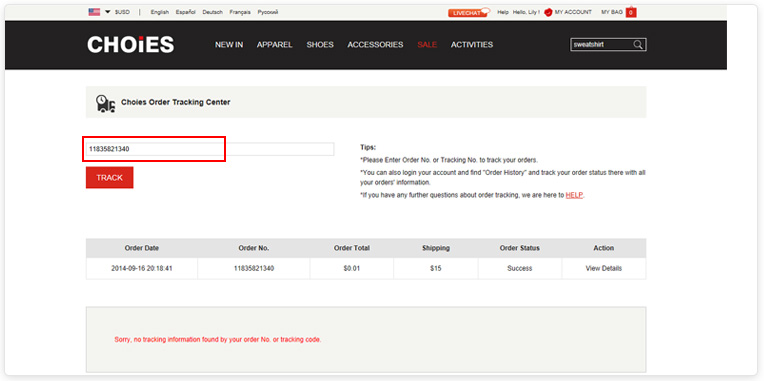 $USD | English Español Deutsch Français Русский LIVECHAT Help Hello, Lily ! MY ACCOUNT MY BAG 0
CHOiES NEW IN APPAREL SHOES ACCESSORIES SALE ACTIVITIES sweatshirt
Choies Order Tracking Center
11835821340
TRACK
Tips:
*Please Enter Order No. or Tracking No. to track your orders.
*You can also login your account and find "Order History" and track your order status there with all
your orders' information.
*If you have any further questions about order tracking, we are here to HELP.
Order Date Order No. Order Total Shipping Order Status Action
2014-09-16 20:18:41 11835821340 $0.01 $15 Success View Details
Sorry, no tracking information found by your order No. or tracking code.